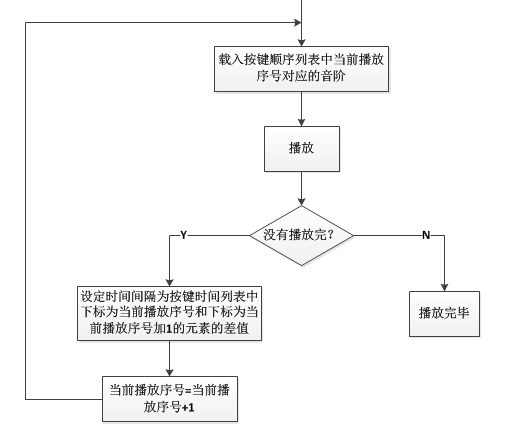 载入按键顺序列表中当前播放
序号对应的音阶
播放
没有播放完？
Y
N
设定时间间隔为按键时间列表中
下标为当前播放序号和下标为当
前播放序号加1的元素的差值
播放完毕
当前播放序号=当前播
放序号+1